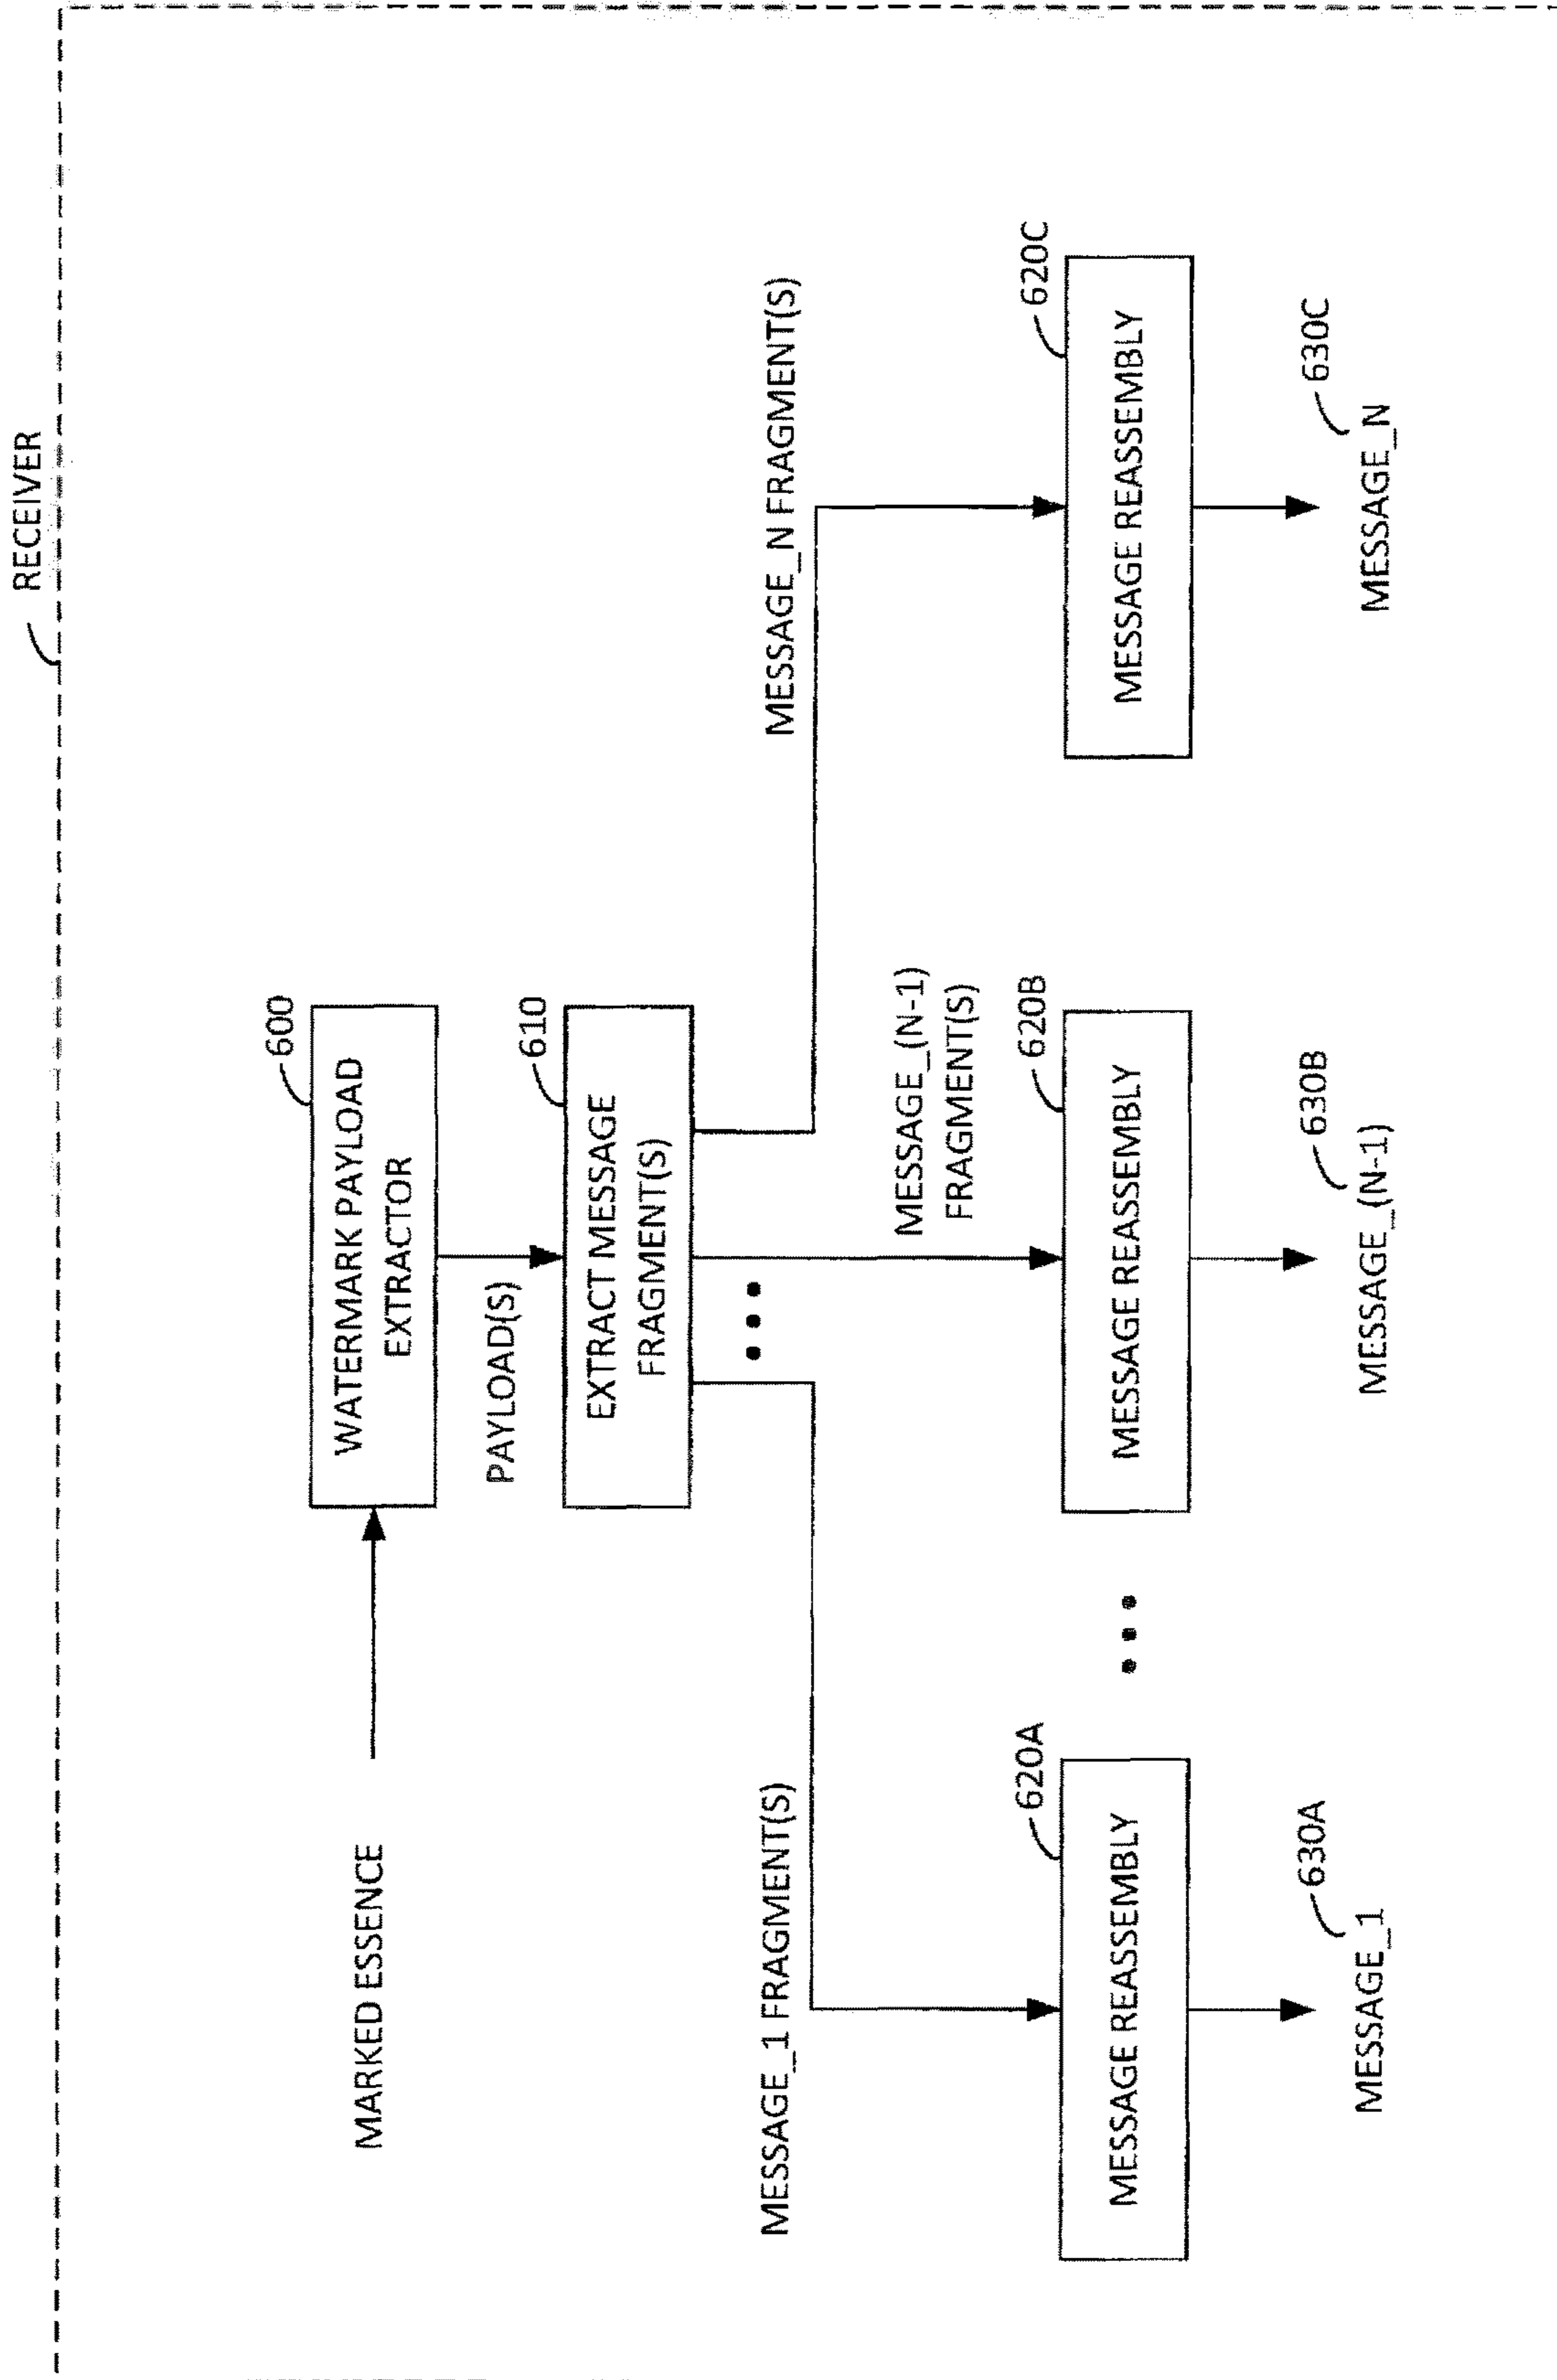 RECEIVER
MARKED ESSENCE
600
WATERMARK PAYLOAD
EXTRACTOR
PAYLOAD(S)
610
EXTRACT MESSAGE
FRAGMENT(S)
MESSAGE_1 FRAGMENT(S)
MESSAGE_(N-1)
FRAGMENT(S)
MESSAGE_N FRAGMENT(S)
620A
MESSAGE REASSEMBLY
620B
MESSAGE REASSEMBLY
620C
MESSAGE REASSEMBLY
630A
MESSAGE_1
630B
MESSAGE_(N-1)
630C
MESSAGE_N